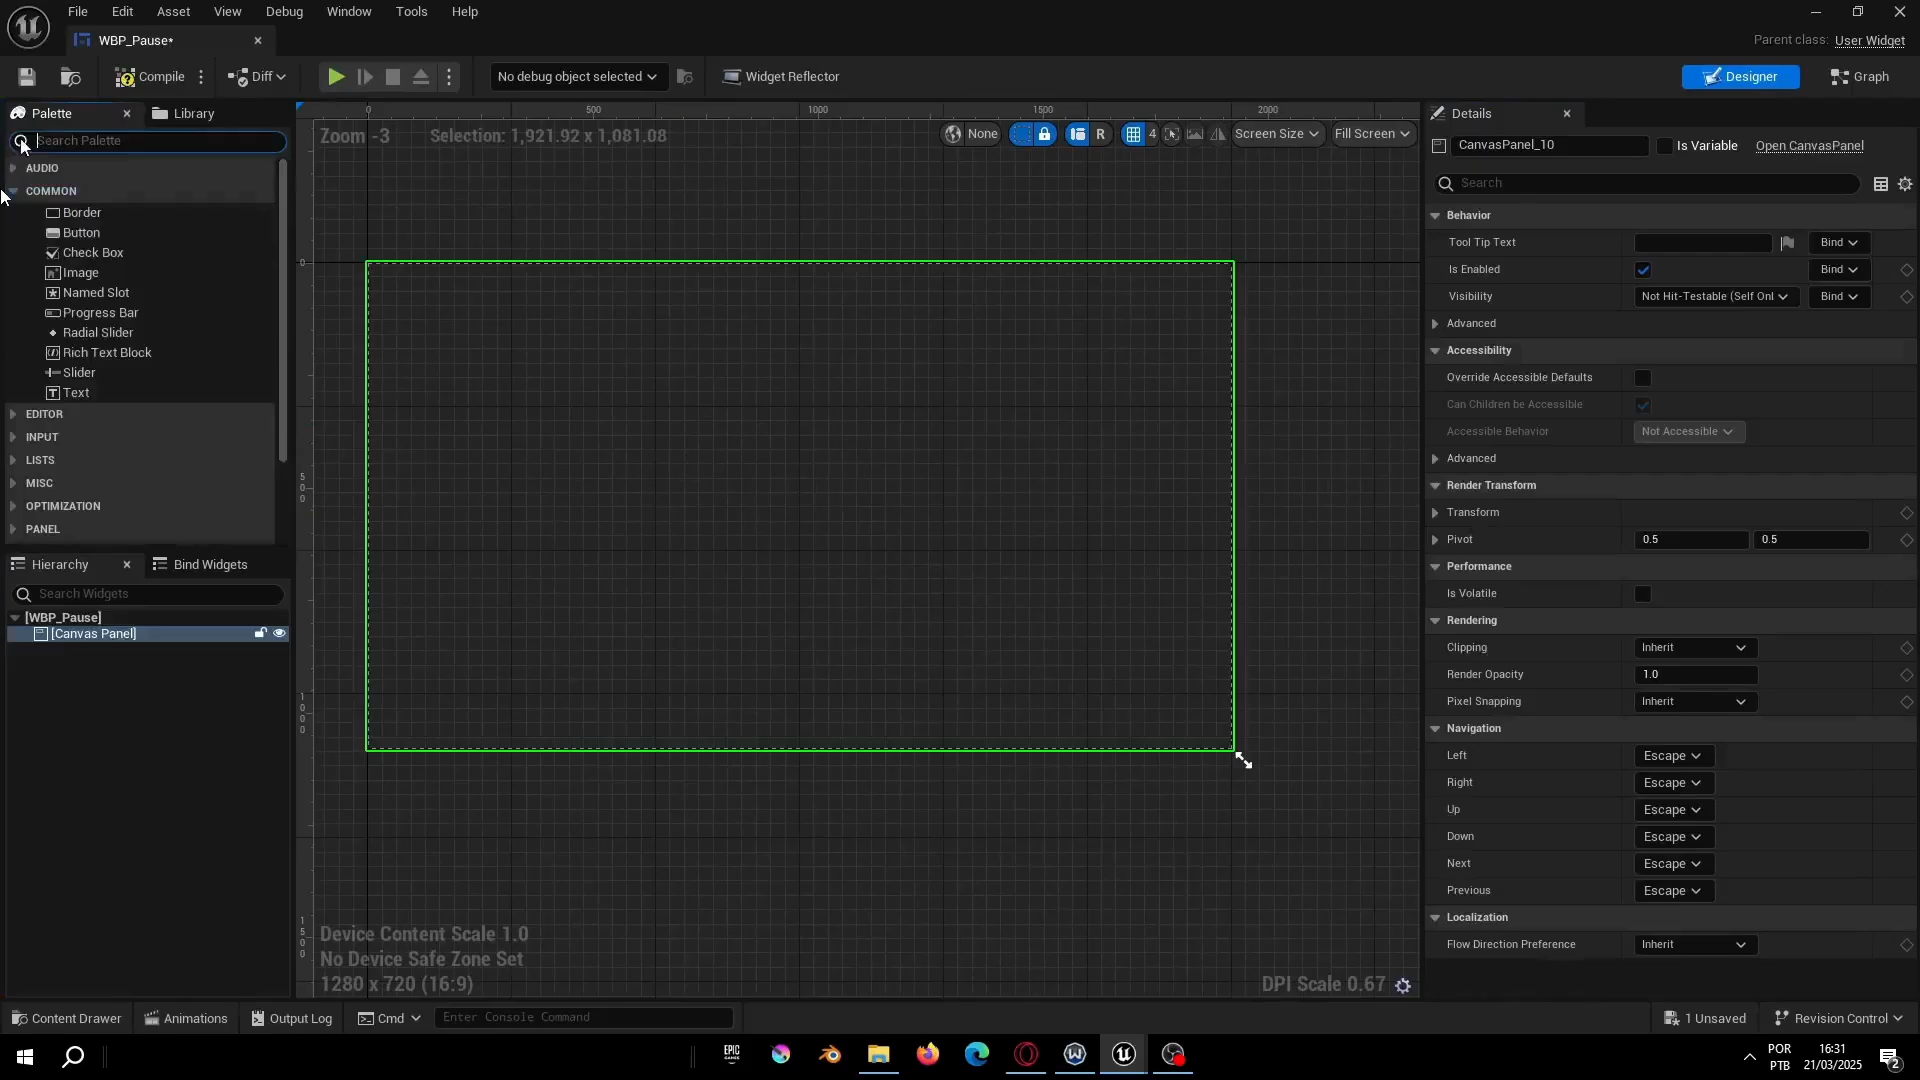 File Edit Asset View Debug Window Tools Help
WBP_Pause*
Parent class: User Widget
Compile Diff No debug object selected Widget Reflector Designer Graph
Palette Library
Search Palette
AUDIO
COMMON
Border
Button
Check Box
Image
Named Slot
Progress Bar
Radial Slider
Rich Text Block
Slider
Text
EDITOR
INPUT
LISTS
MISC
OPTIMIZATION
PANEL
Hierarchy Bind Widgets
Search Widgets
[WBP_Pause]
[Canvas Panel]
0 500 1000 1500 2000
Zoom -3 Selection: 1,921.92 x 1,081.08
None R 4 Screen Size Fill Screen
0
500
1000
1500
Device Content Scale 1.0
No Device Safe Zone Set
1280 x 720 (16:9)
DPI Scale 0.67
Details
CanvasPanel_10 Is Variable Open CanvasPanel
Search
Behavior
Tool Tip Text Bind
Is Enabled Bind
Visibility Not Hit-Testable (Self Onl Bind
Advanced
Accessibility
Override Accessible Defaults
Can Children be Accessible
Accessible Behavior Not Accessible
Advanced
Render Transform
Transform
Pivot 0.5 0.5
Performance
Is Volatile
Rendering
Clipping Inherit
Render Opacity 1.0
Pixel Snapping Inherit
Navigation
Left Escape
Right Escape
Up Escape
Down Escape
Next Escape
Previous Escape
Localization
Flow Direction Preference Inherit
Content Drawer Animations Output Log Cmd Enter Console Command 1 Unsaved Revision Control
EPIC
GAMES
POR
PTB
16:31
21/03/2025
2